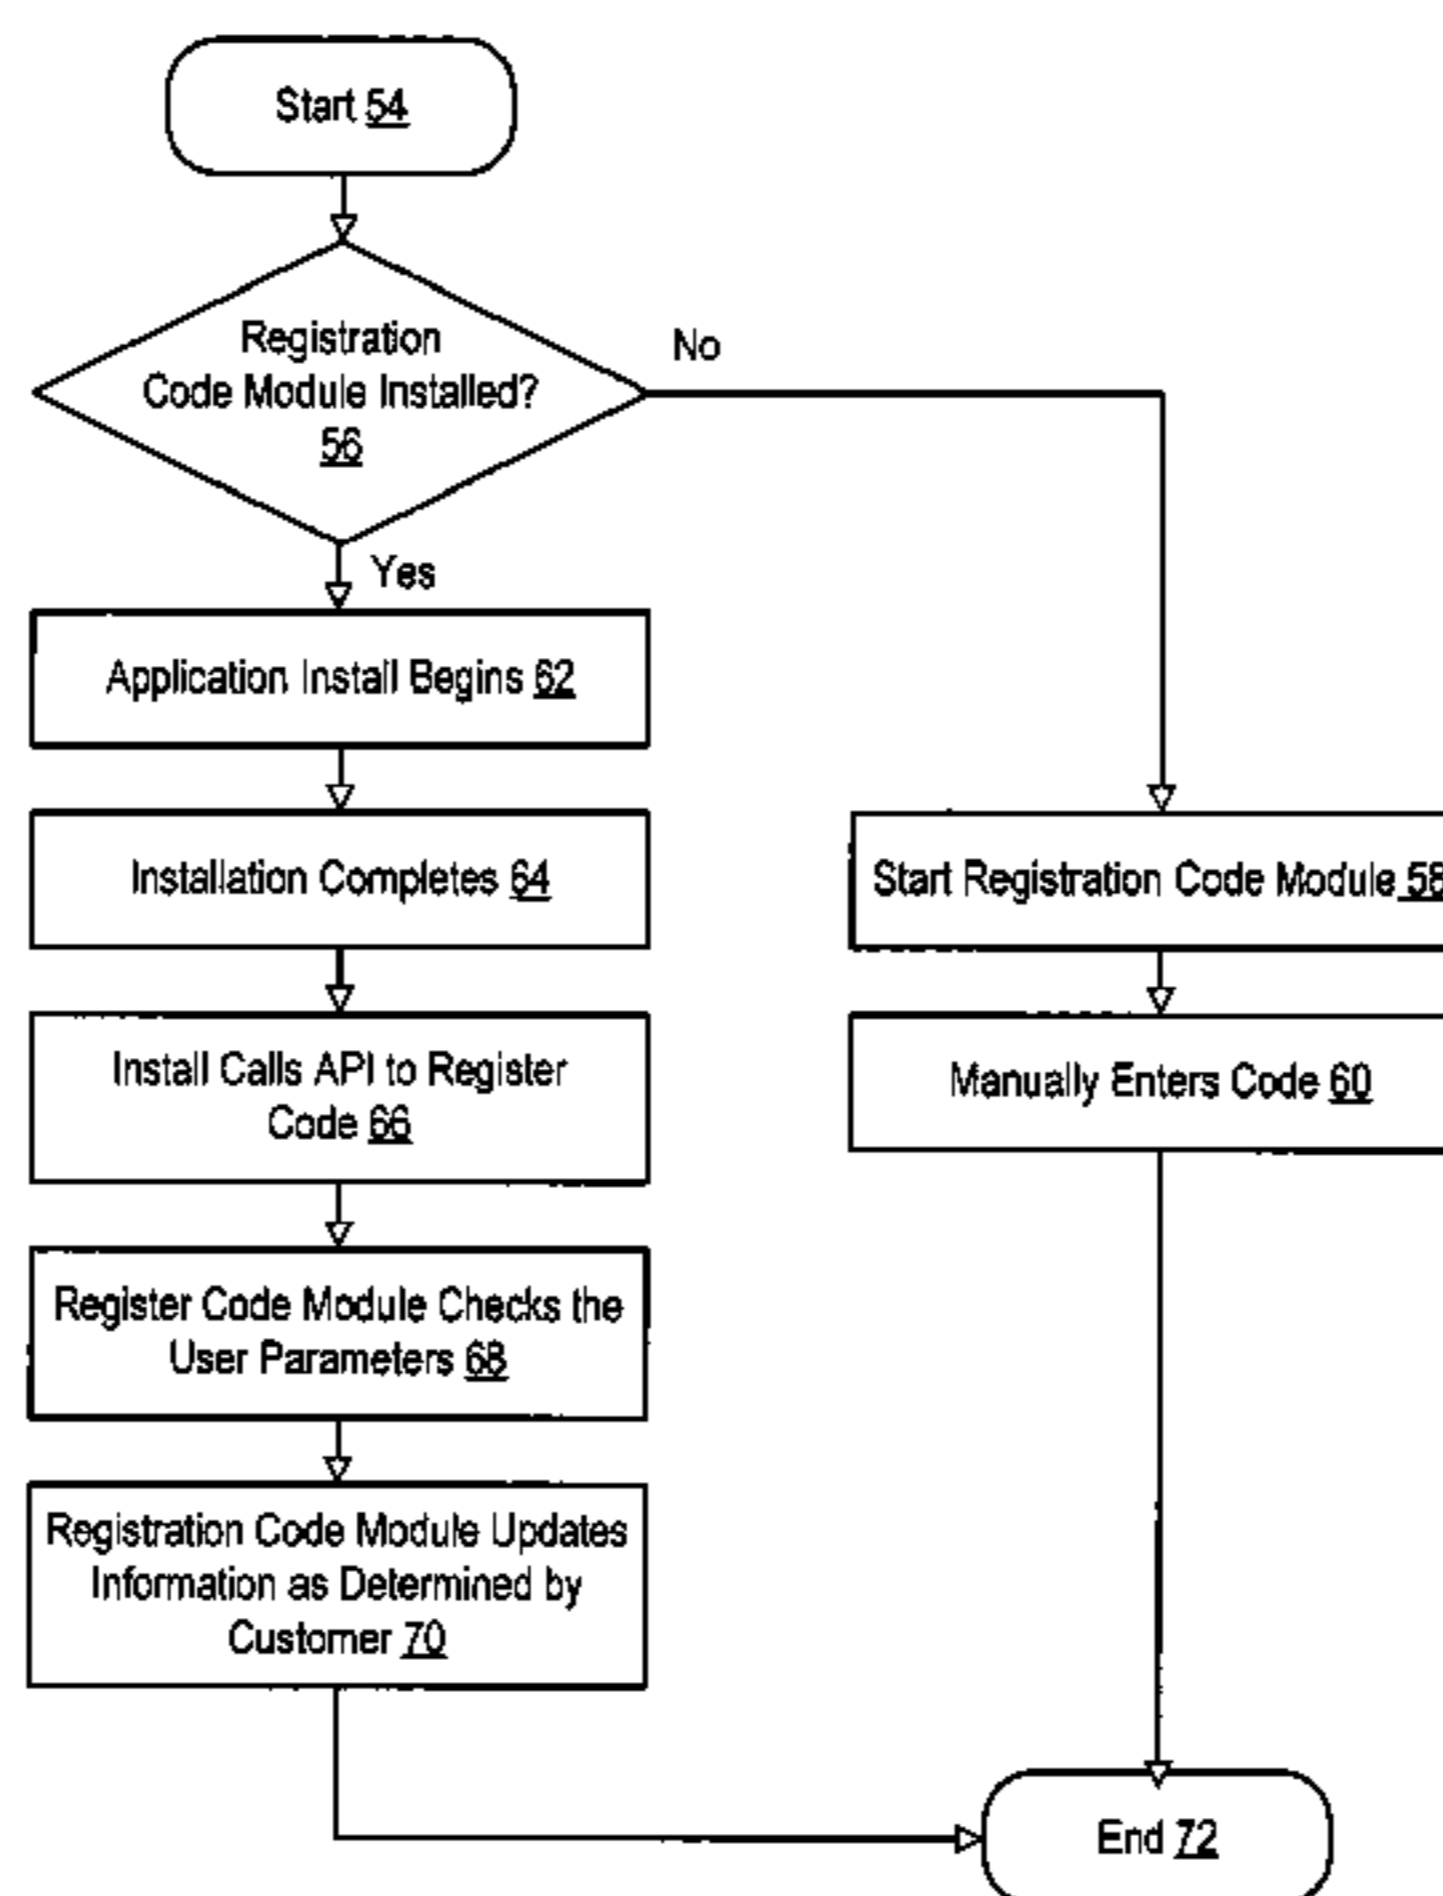 Start 54
Registration
Code Module Installed?
56
No
Yes
Application Install Begins 62
Installation Completes 64
Start Registration Code Module 58
Install Calls API to Register
Code 66
Manually Enters Code 60
Register Code Module Checks the
User Parameters 68
Registration Code Module Updates
Information as Determined by
Customer 70
End 72